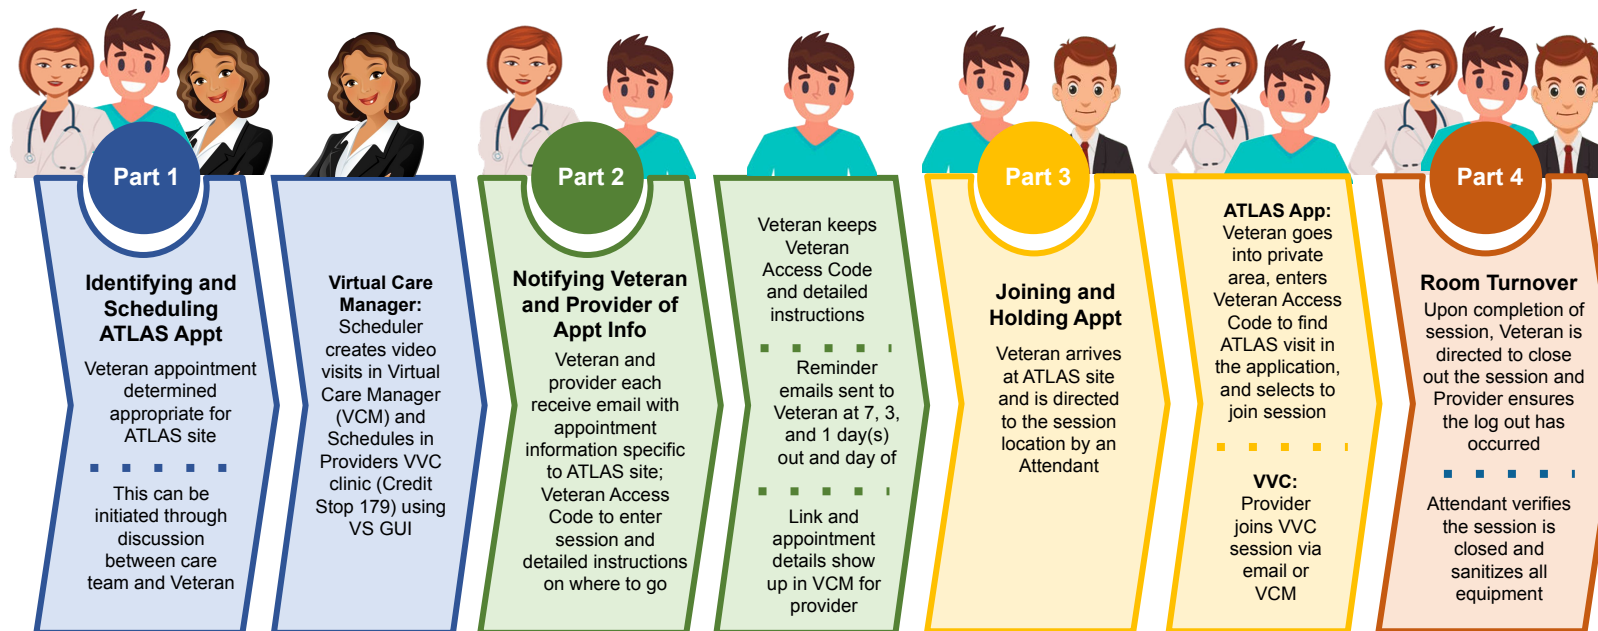 Part 1
Identifying and
Scheduling
ATLAS Appt
Veteran appointment
determined
appropriate for
ATLAS site
This can be
initiated through
discussion
between care
team and Veteran
Virtual Care
Manager:
Scheduler
creates video
visits in Virtual
Care Manager
(VCM) and
Schedules in
Providers VVC
clinic (Credit
Stop 179) using
VS GUI
Part 2
Notifying Veteran
and Provider of
Appt Info
Veteran and
provider each
receive email with
appointment
information specific
to ATLAS site;
Veteran Access
Code to enter
session and
detailed instructions
on where to go
Veteran keeps
Veteran
Access Code
and detailed
instructions
Reminder
emails sent to
Veteran at 7, 3,
and 1 day(s)
out and day of
Link and
appointment
details show
up in VCM for
provider
Part 3
Joining and
Holding Appt
Veteran arrives
at ATLAS site
and is directed
to the session
location by an
Attendant
ATLAS App:
Veteran goes
into private
area, enters
Veteran Access
Code to find
ATLAS visit in
the application,
and selects to
join session
VVC:
Provider
joins VVC
session via
email or
VCM
Part 4
Room Turnover
Upon completion of
session, Veteran is
directed to close
out the session and
Provider ensures
the log out has
occurred
Attendant verifies
the session is
closed and
sanitizes all
equipment